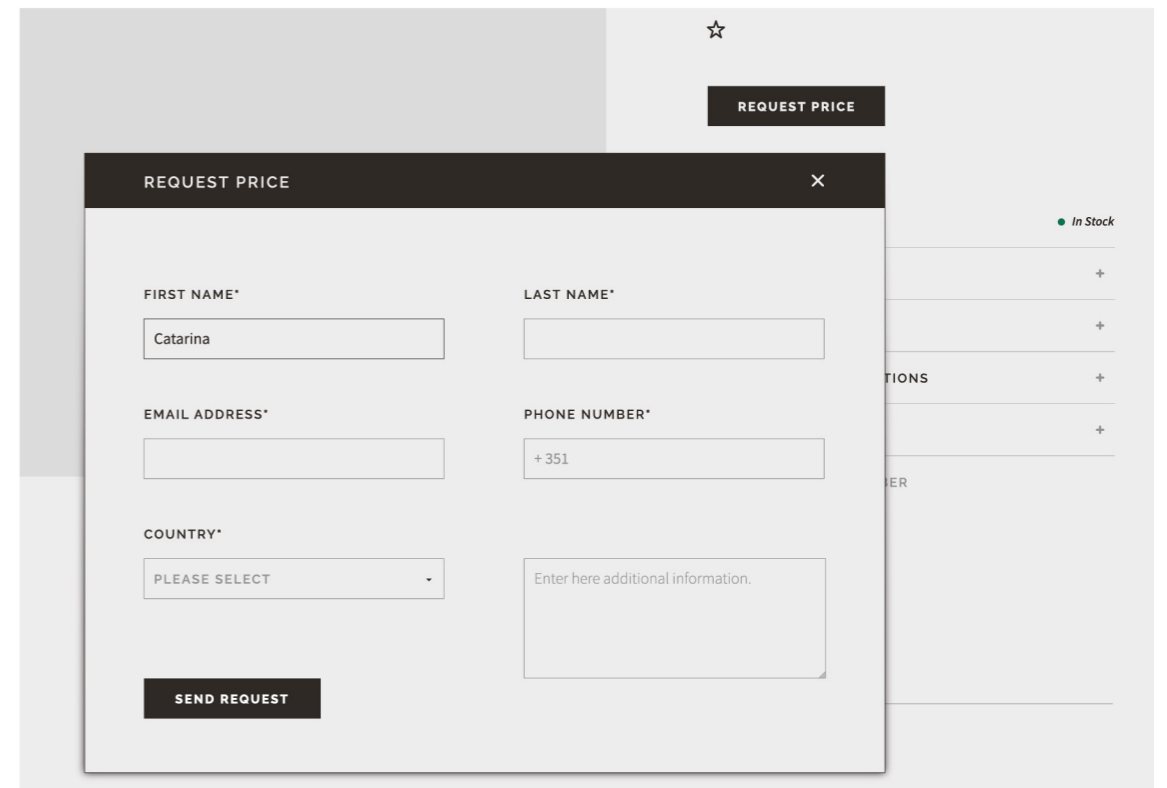 REQUEST PRICE
REQUEST PRICE
In Stock
FIRST NAME*
LAST NAME*
Catarina
TIONS
EMAIL ADDRESS*
PHONE NUMBER*
+ 351
BER
COUNTRY*
PLEASE SELECT
Enter here additional information.
SEND REQUEST